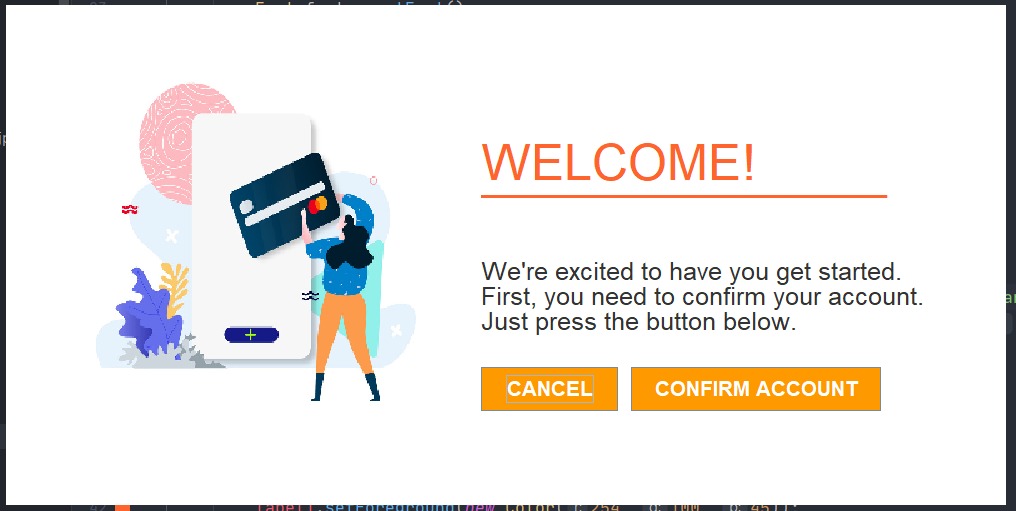 WELCOME!
We're excited to have you get started.
First, you need to confirm your account.
Just press the button below.
CANCEL
CONFIRM ACCOUNT